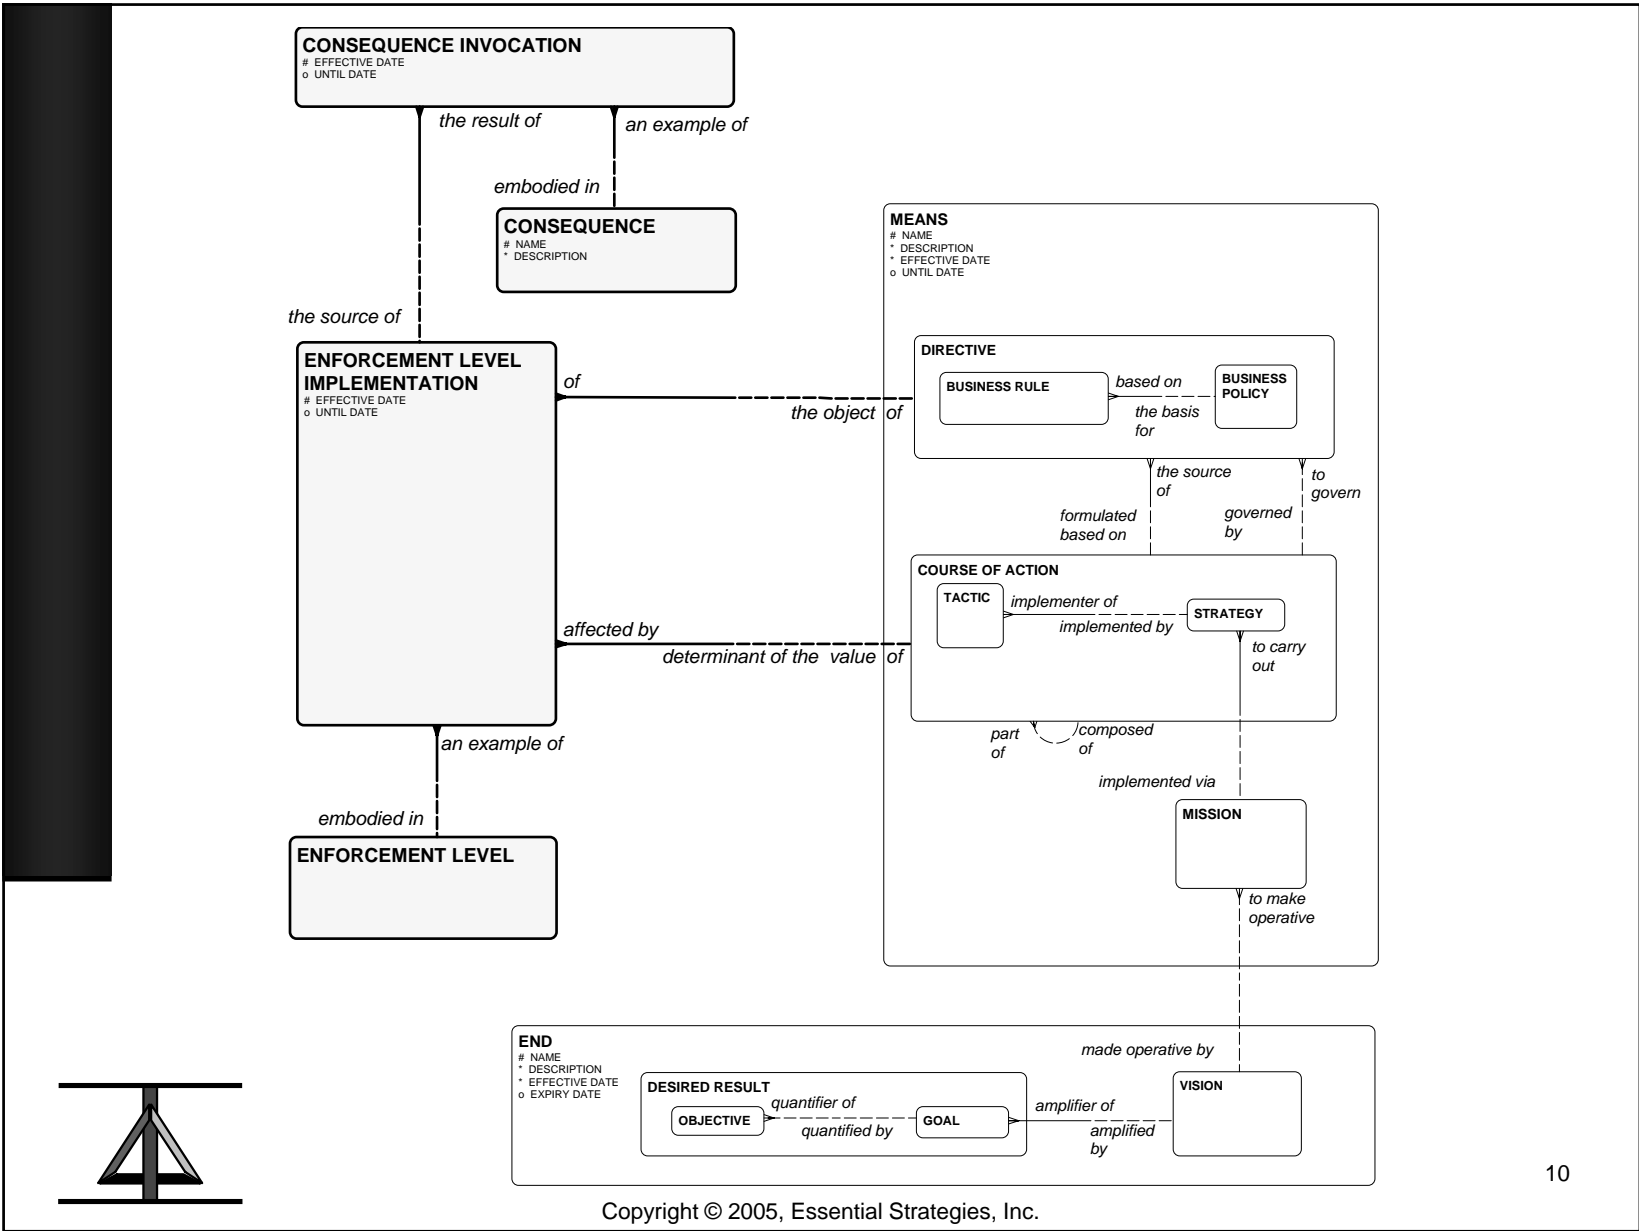 CONSEQUENCE INVOCATION
# EFFECTIVE DATE
o UNTIL DATE
the result of
an example of
embodied in
CONSEQUENCE
# NAME
* DESCRIPTION
the source of
ENFORCEMENT LEVEL
IMPLEMENTATION
# EFFECTIVE DATE
o UNTIL DATE
of
the object of
affected by
determinant of the value of
an example of
embodied in
ENFORCEMENT LEVEL
MEANS
# NAME
* DESCRIPTION
* EFFECTIVE DATE
o UNTIL DATE
DIRECTIVE
BUSINESS RULE
based on
the basis
for
BUSINESS
POLICY
the source
of
to
govern
formulated
based on
governed
by
COURSE OF ACTION
TACTIC
implementer of
implemented by
STRATEGY
to carry
out
part
of
composed
of
implemented via
MISSION
to make
operative
END
# NAME
* DESCRIPTION
* EFFECTIVE DATE
o EXPIRY DATE
made operative by
DESIRED RESULT
OBJECTIVE
quantifier of
quantified by
GOAL
amplifier of
amplified
by
VISION
10
Copyright © 2005, Essential Strategies, Inc.